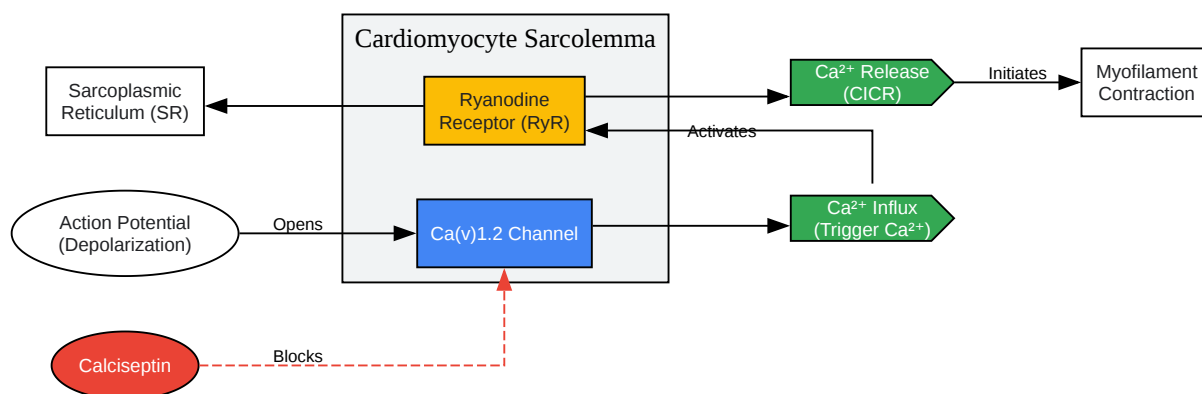 Cardiomyocyte Sarcolemma
Sarcoplasmic
Reticulum (SR)
Ryanodine
Receptor (RyR)
Ca²⁺ Release
(CICR)
Initiates
Myofilament
Contraction
Activates
Action Potential
(Depolarization)
Opens
Ca(v)1.2 Channel
Ca²⁺ Influx
(Trigger Ca²⁺)
Calciseptin
Blocks